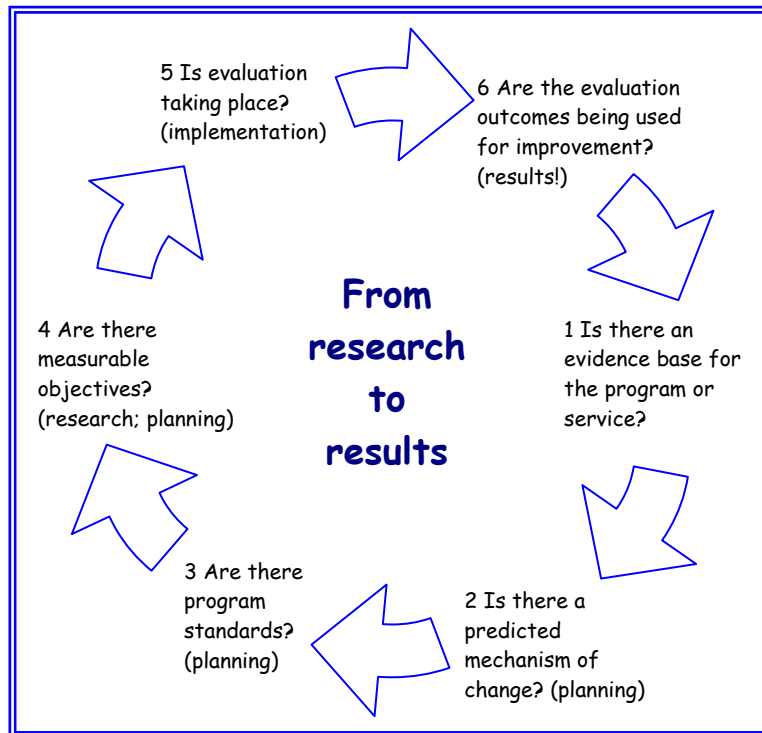 5 Is evaluation
taking place?
(implementation)
6 Are the evaluation
outcomes being used
for improvement?
(results!)
From
research
to
results
4 Are there
measurable
objectives?
(research; planning)
1 Is there an
evidence base for
the program or
service?
3 Are there
program
standards?
(planning)
2 Is there a
predicted
mechanism of
change? (planning)